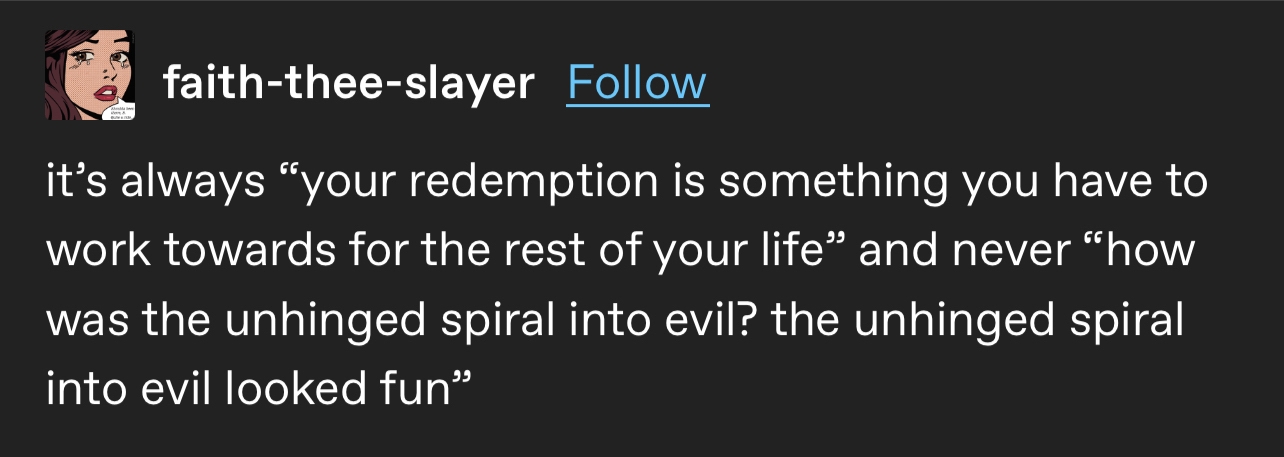 faith-thee-slayer Follow
it’s always “your redemption is something you have to
work towards for the rest of your life” and never “how
was the unhinged spiral into evil? the unhinged spiral
into evil looked fun”